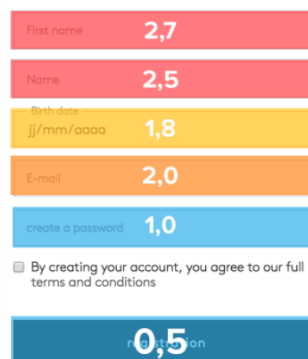 First name 2,7
Name 2,5
Birth date
jj/mm/aaaa 1,8
E-mail 2,0
create a password 1,0
By creating your account, you agree to our full
terms and conditions
registration 0,5